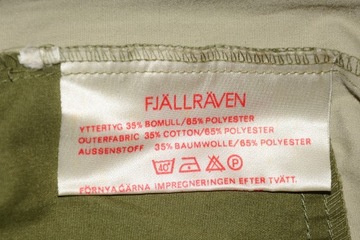 FJÄLLRÄVEN
YTTERTYG 35% BOMULL/65% POLYESTER
OUTERFABRIC 35% COTTON/65% POLYESTER
AUSSENSTOFF 35% BAUMWOLLE/65% POLYESTER
40° P
FÖRNYA GÄRNA IMPREGNERINGEN EFTER TVÄTT.